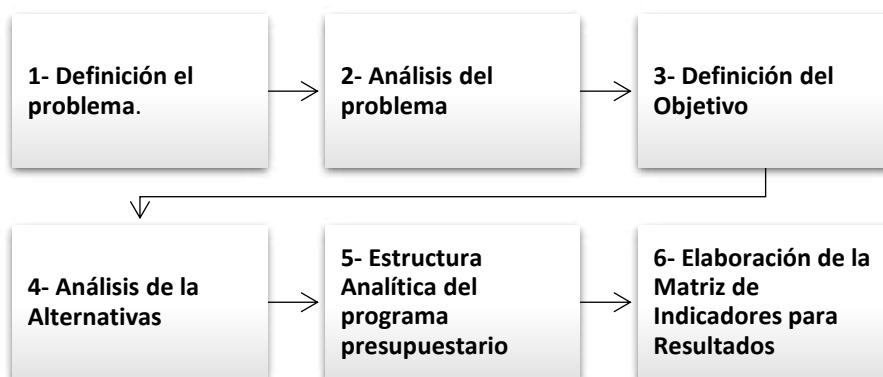 1- Definición el
problema.
2- Análisis del
problema
3- Definición del
Objetivo
4- Análisis de la
Alternativas
5- Estructura
Analítica del
programa
presupuestario
6- Elaboración de la
Matriz de
Indicadores para
Resultados